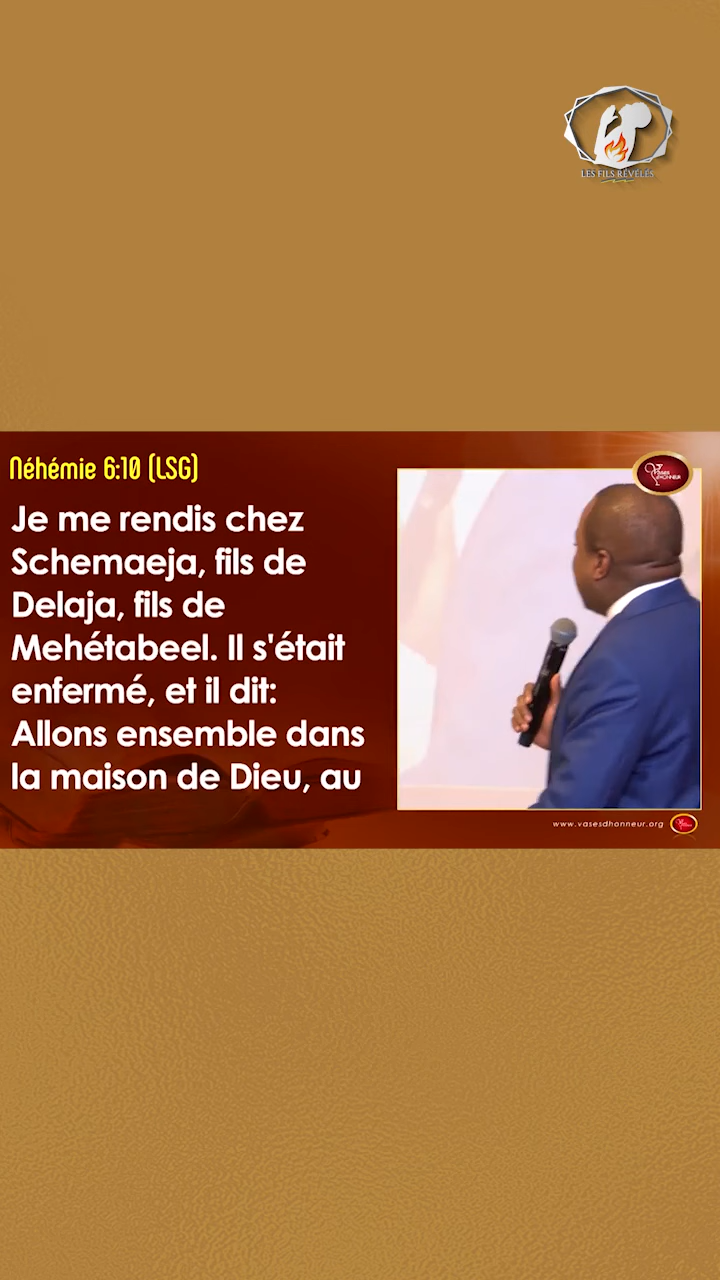 LES FILS RÉVÉLÉS
Néhémie 6:10 (LSG)
Je me rendis chez
Schemaeja, fils de
Delaja, fils de
Mehétabeel. Il s'était
enfermé, et il dit:
Allons ensemble dans
la maison de Dieu, au
www.vasesdhonneur.org